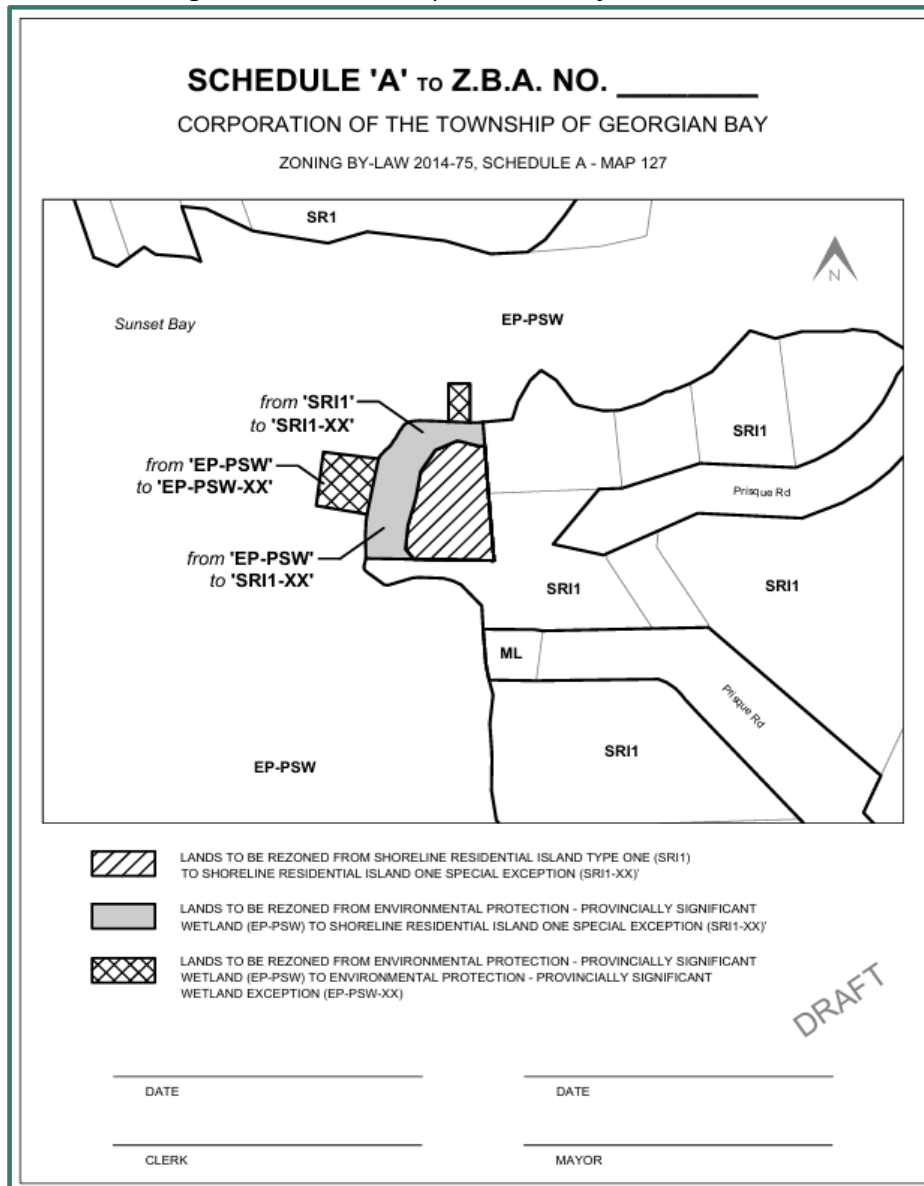 SCHEDULE 'A' TO Z.B.A. NO. ________
CORPORATION OF THE TOWNSHIP OF GEORGIAN BAY
ZONING BY-LAW 2014-75, SCHEDULE A - MAP 127
SR1
N
Sunset Bay
EP-PSW
from 'SRI1'
to 'SRI1-XX'
SRI1
from 'EP-PSW'
to 'EP-PSW-XX'
Prisque Rd
from 'EP-PSW'
to 'SRI1-XX'
SRI1
SRI1
ML
Prisque Rd
SRI1
EP-PSW
LANDS TO BE REZONED FROM SHORELINE RESIDENTIAL ISLAND TYPE ONE (SRI1)
TO SHORELINE RESIDENTIAL ISLAND ONE SPECIAL EXCEPTION (SRI1-XX)'
LANDS TO BE REZONED FROM ENVIRONMENTAL PROTECTION - PROVINCIALLY SIGNIFICANT
WETLAND (EP-PSW) TO SHORELINE RESIDENTIAL ISLAND ONE SPECIAL EXCEPTION (SRI1-XX)'
LANDS TO BE REZONED FROM ENVIRONMENTAL PROTECTION - PROVINCIALLY SIGNIFICANT
WETLAND (EP-PSW) TO ENVIRONMENTAL PROTECTION - PROVINCIALLY SIGNIFICANT
WETLAND EXCEPTION (EP-PSW-XX)
DRAFT
DATE
DATE
CLERK
MAYOR